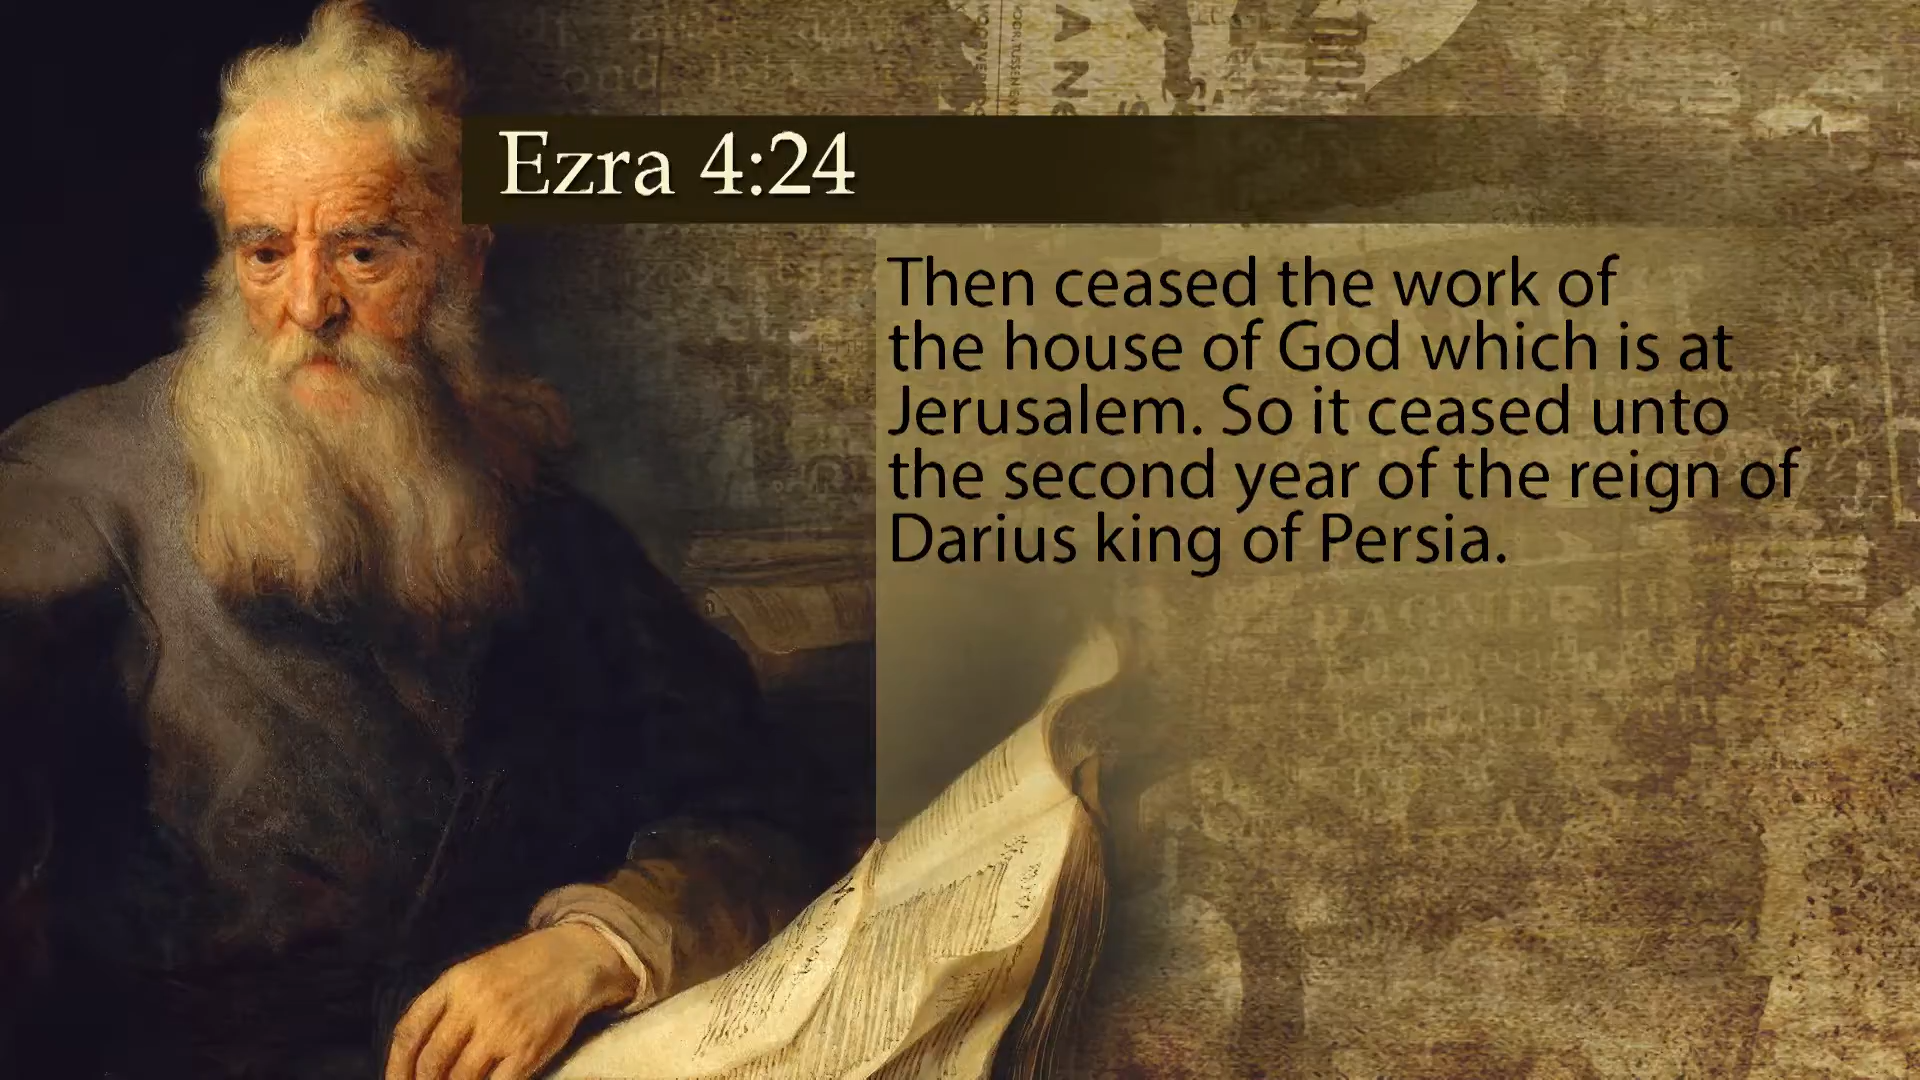 Ezra 4:24
Then ceased the work of
the house of God which is at
Jerusalem. So it ceased unto
the second year of the reign of
Darius king of Persia.